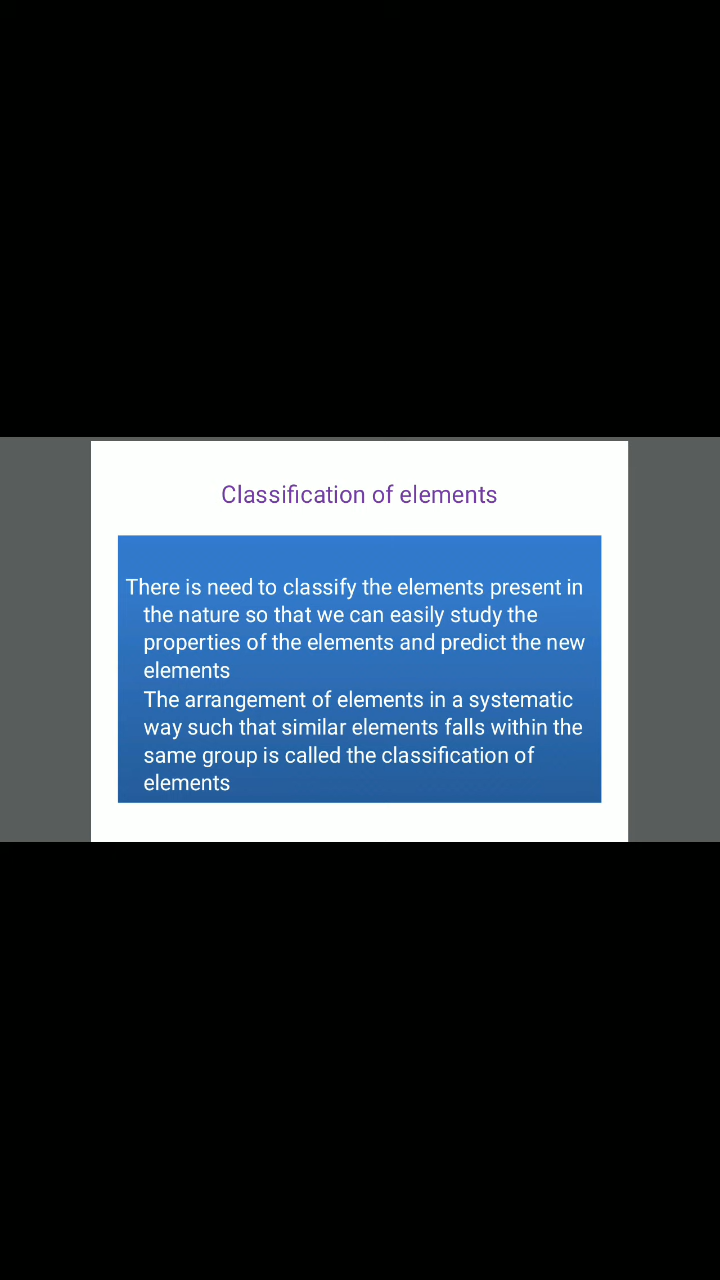 Classification of elements
There is need to classify the elements present in
the nature so that we can easily study the
properties of the elements and predict the new
elements
The arrangement of elements in a systematic
way such that similar elements falls within the
same group is called the classification of
elements